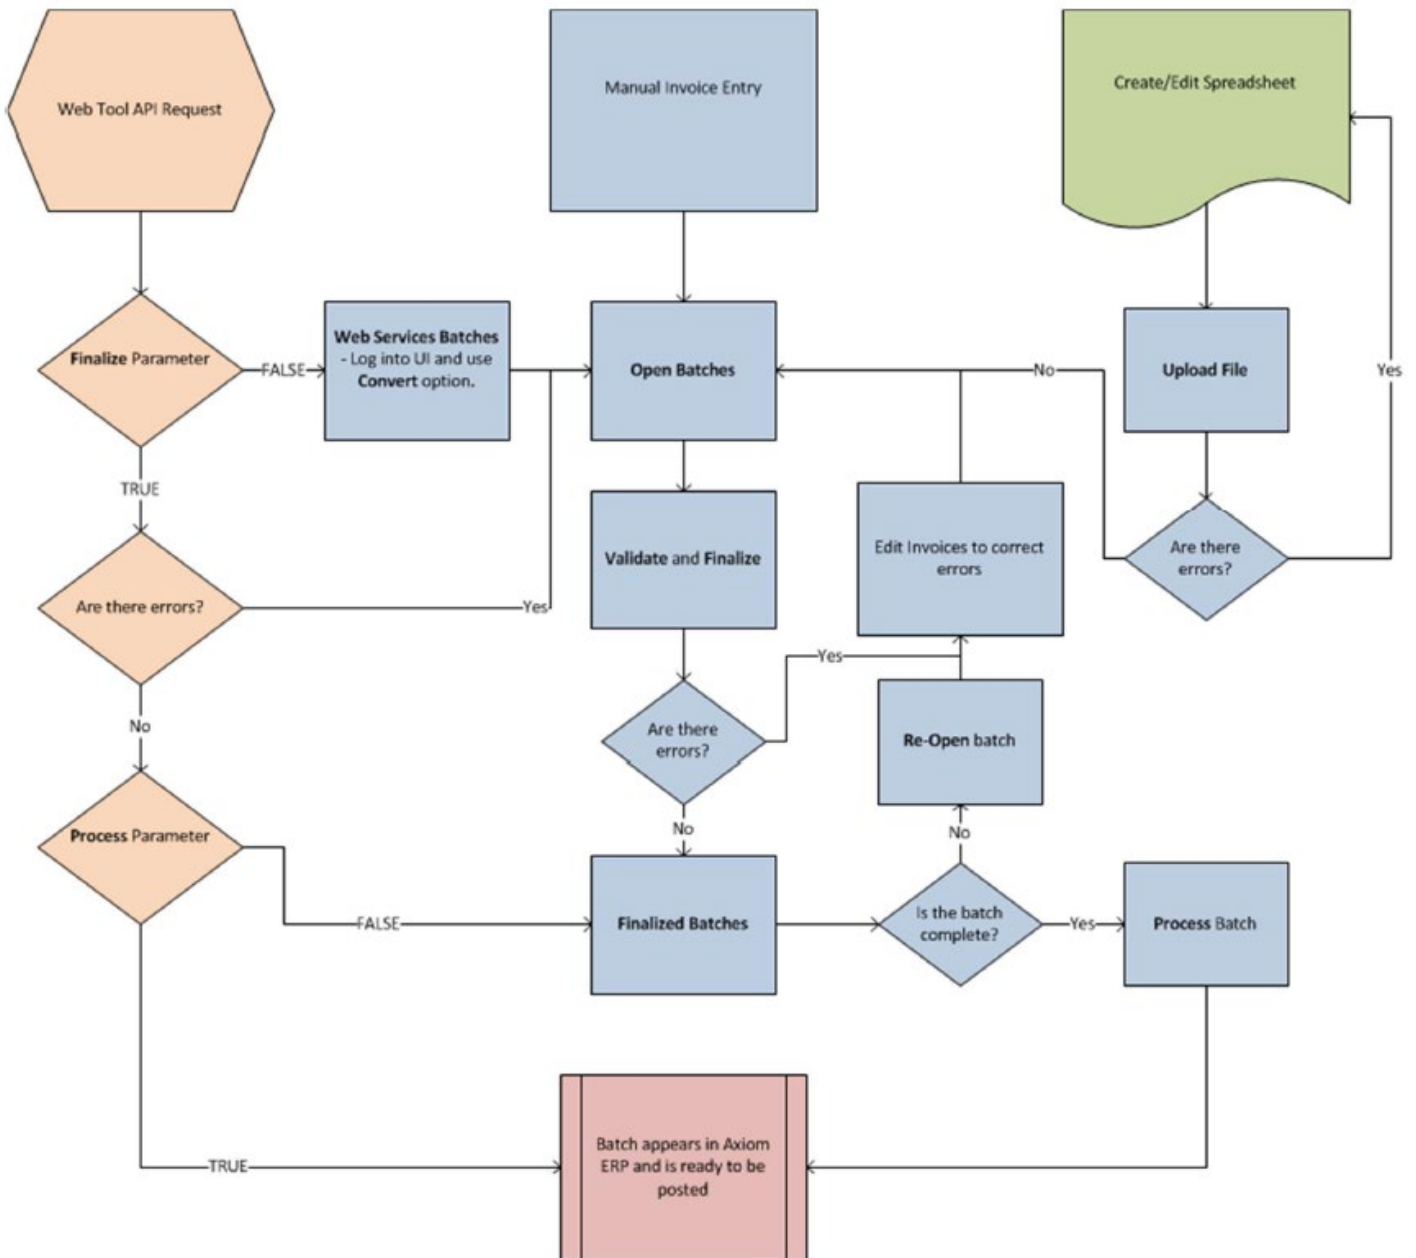 Web Tool API Request
Manual Invoice Entry
Create/Edit Spreadsheet
Finalize Parameter
FALSE
Web Services Batches
- Log into UI and use
Convert option.
Open Batches
No
Upload File
Yes
TRUE
Are there errors?
Yes
Validate and Finalize
Edit Invoices to correct
errors
Are there
errors?
No
Are there
errors?
Yes
Re-Open batch
Process Parameter
No
No
FALSE
Finalized Batches
Is the batch
complete?
Yes
Process Batch
TRUE
Batch appears in Axiom
ERP and is ready to be
posted